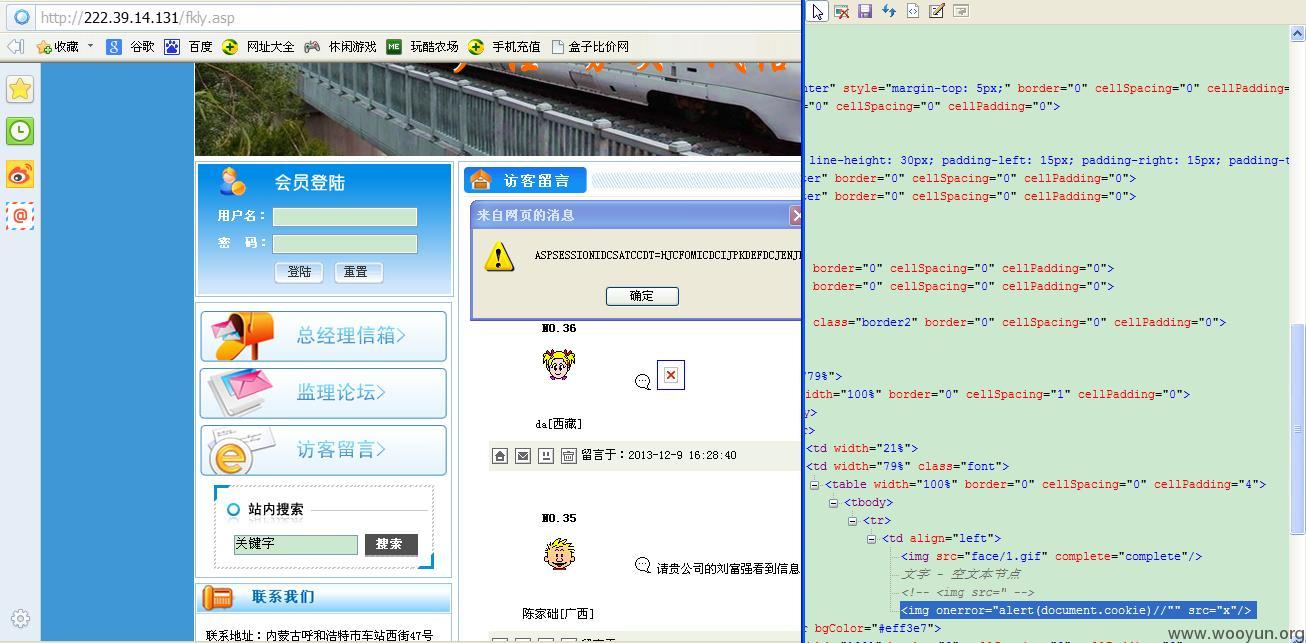 http://222.39.14.131/fkly.asp
收藏 谷歌 百度 网址大全 休闲游戏 玩酷农场 手机充值 盒子比价网
会员登陆
用户名：
密 码：
登陆 重置
总经理信箱>
监理论坛>
访客留言>
站内搜索
关键字 搜索
联系我们
联系地址：内蒙古呼和浩特市车站西街47号
访客留言
来自网页的消息
ASPSESSIONIDCSATCCDT=HJCFOMICDCIJPKDEFDCJENJ
确定
NO.36
da[西藏]
留言于：2013-12-9 16:28:40
NO.35
请贵公司的刘富强看到信息
陈家础[广西]
nter" style="margin-top: 5px;" border="0" cellSpacing="0" cellPadding=
"0" cellSpacing="0" cellPadding="0">
line-height: 30px; padding-left: 15px; padding-right: 15px; padding-t
er" border="0" cellSpacing="0" cellPadding="0">
er" border="0" cellSpacing="0" cellPadding="0">
border="0" cellSpacing="0" cellPadding="0">
border="0" cellSpacing="0" cellPadding="0">
class="border2" border="0" cellSpacing="0" cellPadding="0">
79%">
idth="100%" border="0" cellSpacing="1" cellPadding="0">
y>
r>
<td width="21%">
<td width="79%" class="font">
<table width="100%" border="0" cellSpacing="0" cellPadding="4">
<tbody>
<tr>
<td align="left">
<img src="face/1.gif" complete="complete"/>
文字 - 空文本节点
<!-- <img src=" -->
<img onerror="alert(document.cookie)//"" src="x"/>
r bgColor="#eff3e7">
www.wooyun.org